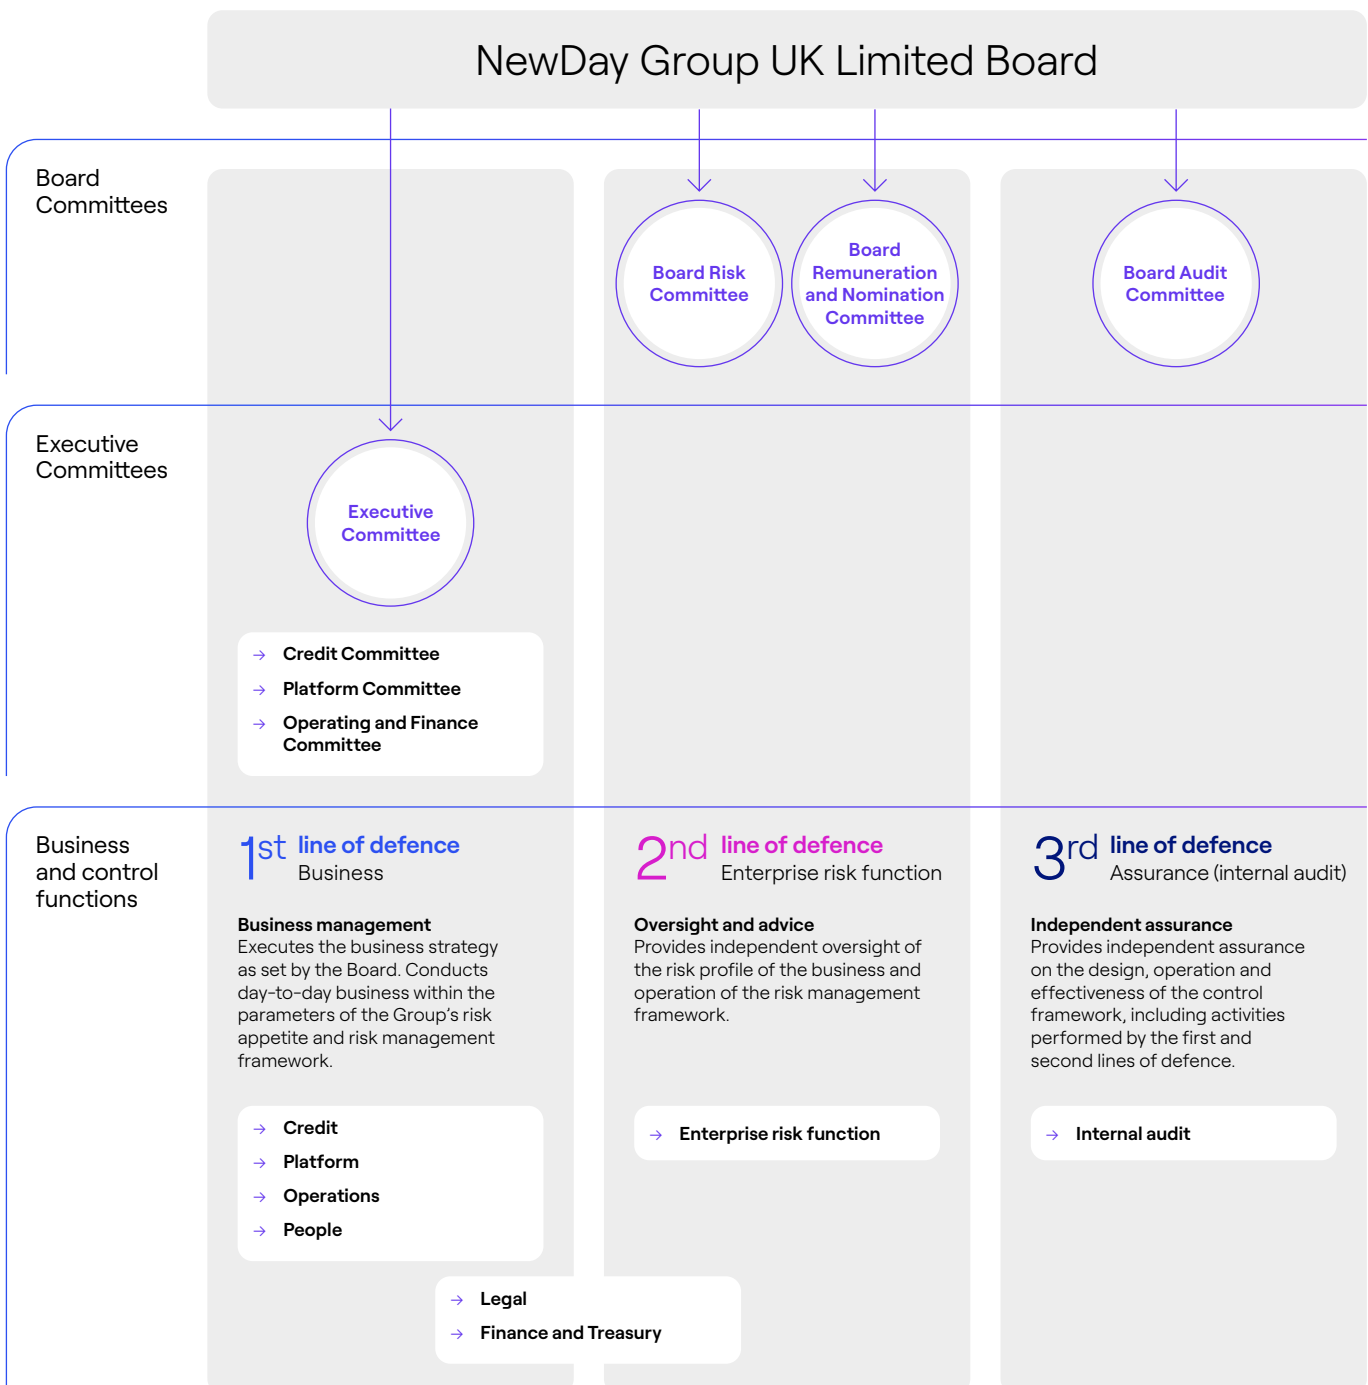 NewDay Group UK Limited Board
Board
Committees
Board Risk
Committee
Board
Remuneration
and Nomination
Committee
Board Audit
Committee
Executive
Committees
Executive
Committee
→ Credit Committee
→ Platform Committee
→ Operating and Finance
Committee
Business
and control
functions
1st line of defence
Business
Business management
Executes the business strategy
as set by the Board. Conducts
day-to-day business within the
parameters of the Group’s risk
appetite and risk management
framework.
→ Credit
→ Platform
→ Operations
→ People
2nd line of defence
Enterprise risk function
Oversight and advice
Provides independent oversight of
the risk profile of the business and
operation of the risk management
framework.
→ Enterprise risk function
3rd line of defence
Assurance (internal audit)
Independent assurance
Provides independent assurance
on the design, operation and
effectiveness of the control
framework, including activities
performed by the first and
second lines of defence.
→ Internal audit
→ Legal
→ Finance and Treasury